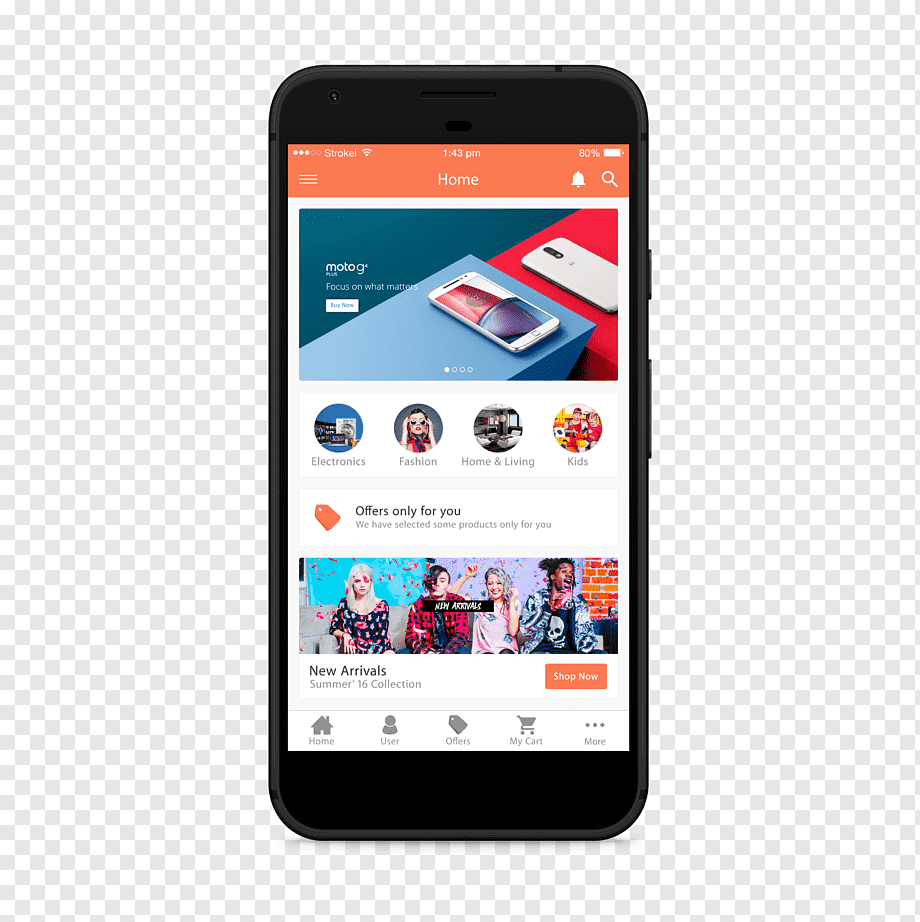 Strokei 1:43 pm 80%
Home
moto g⁴
PLUS
Focus on what matters
Buy Now
Electronics Fashion Home & Living Kids
Offers only for you
We have selected some products only for you
NEW ARRIVALS
New Arrivals
Summer' 16 Collection
Shop Now
Home User Offers My Cart More